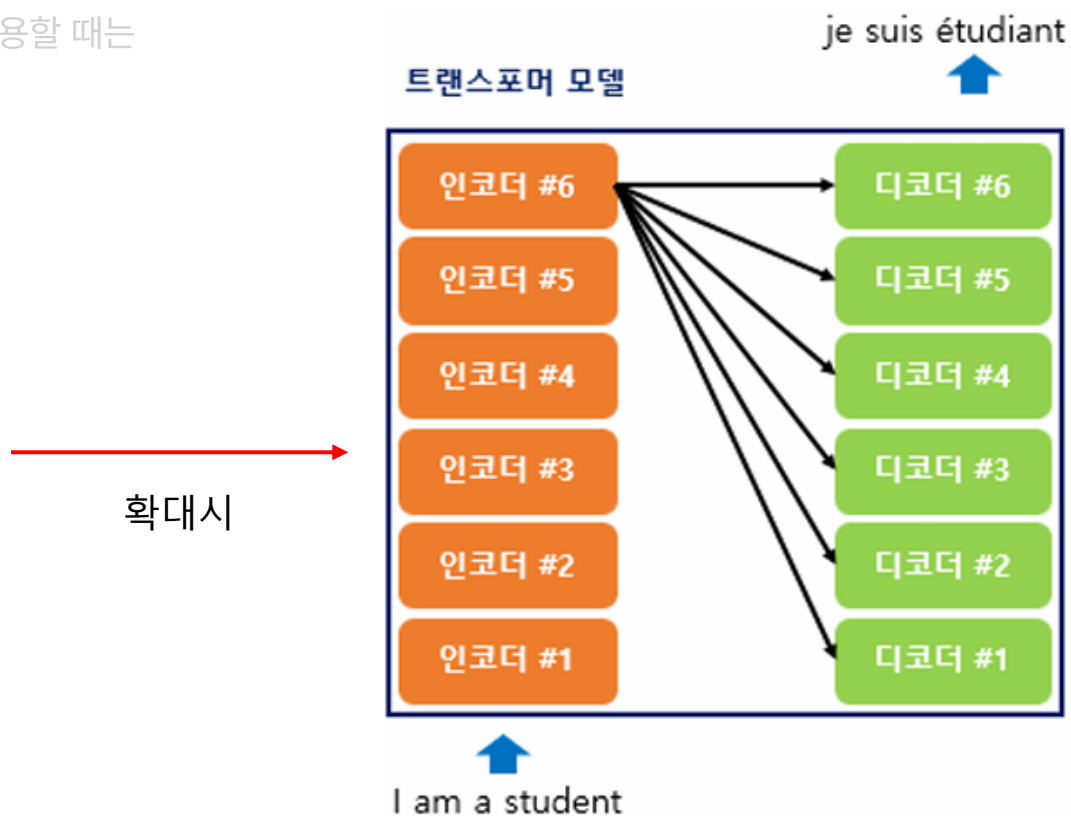 용할 때는
je suis étudiant
트랜스포머 모델
인코더 #6
디코더 #6
인코더 #5
디코더 #5
인코더 #4
디코더 #4
인코더 #3
디코더 #3
확대시
인코더 #2
디코더 #2
인코더 #1
디코더 #1
I am a student